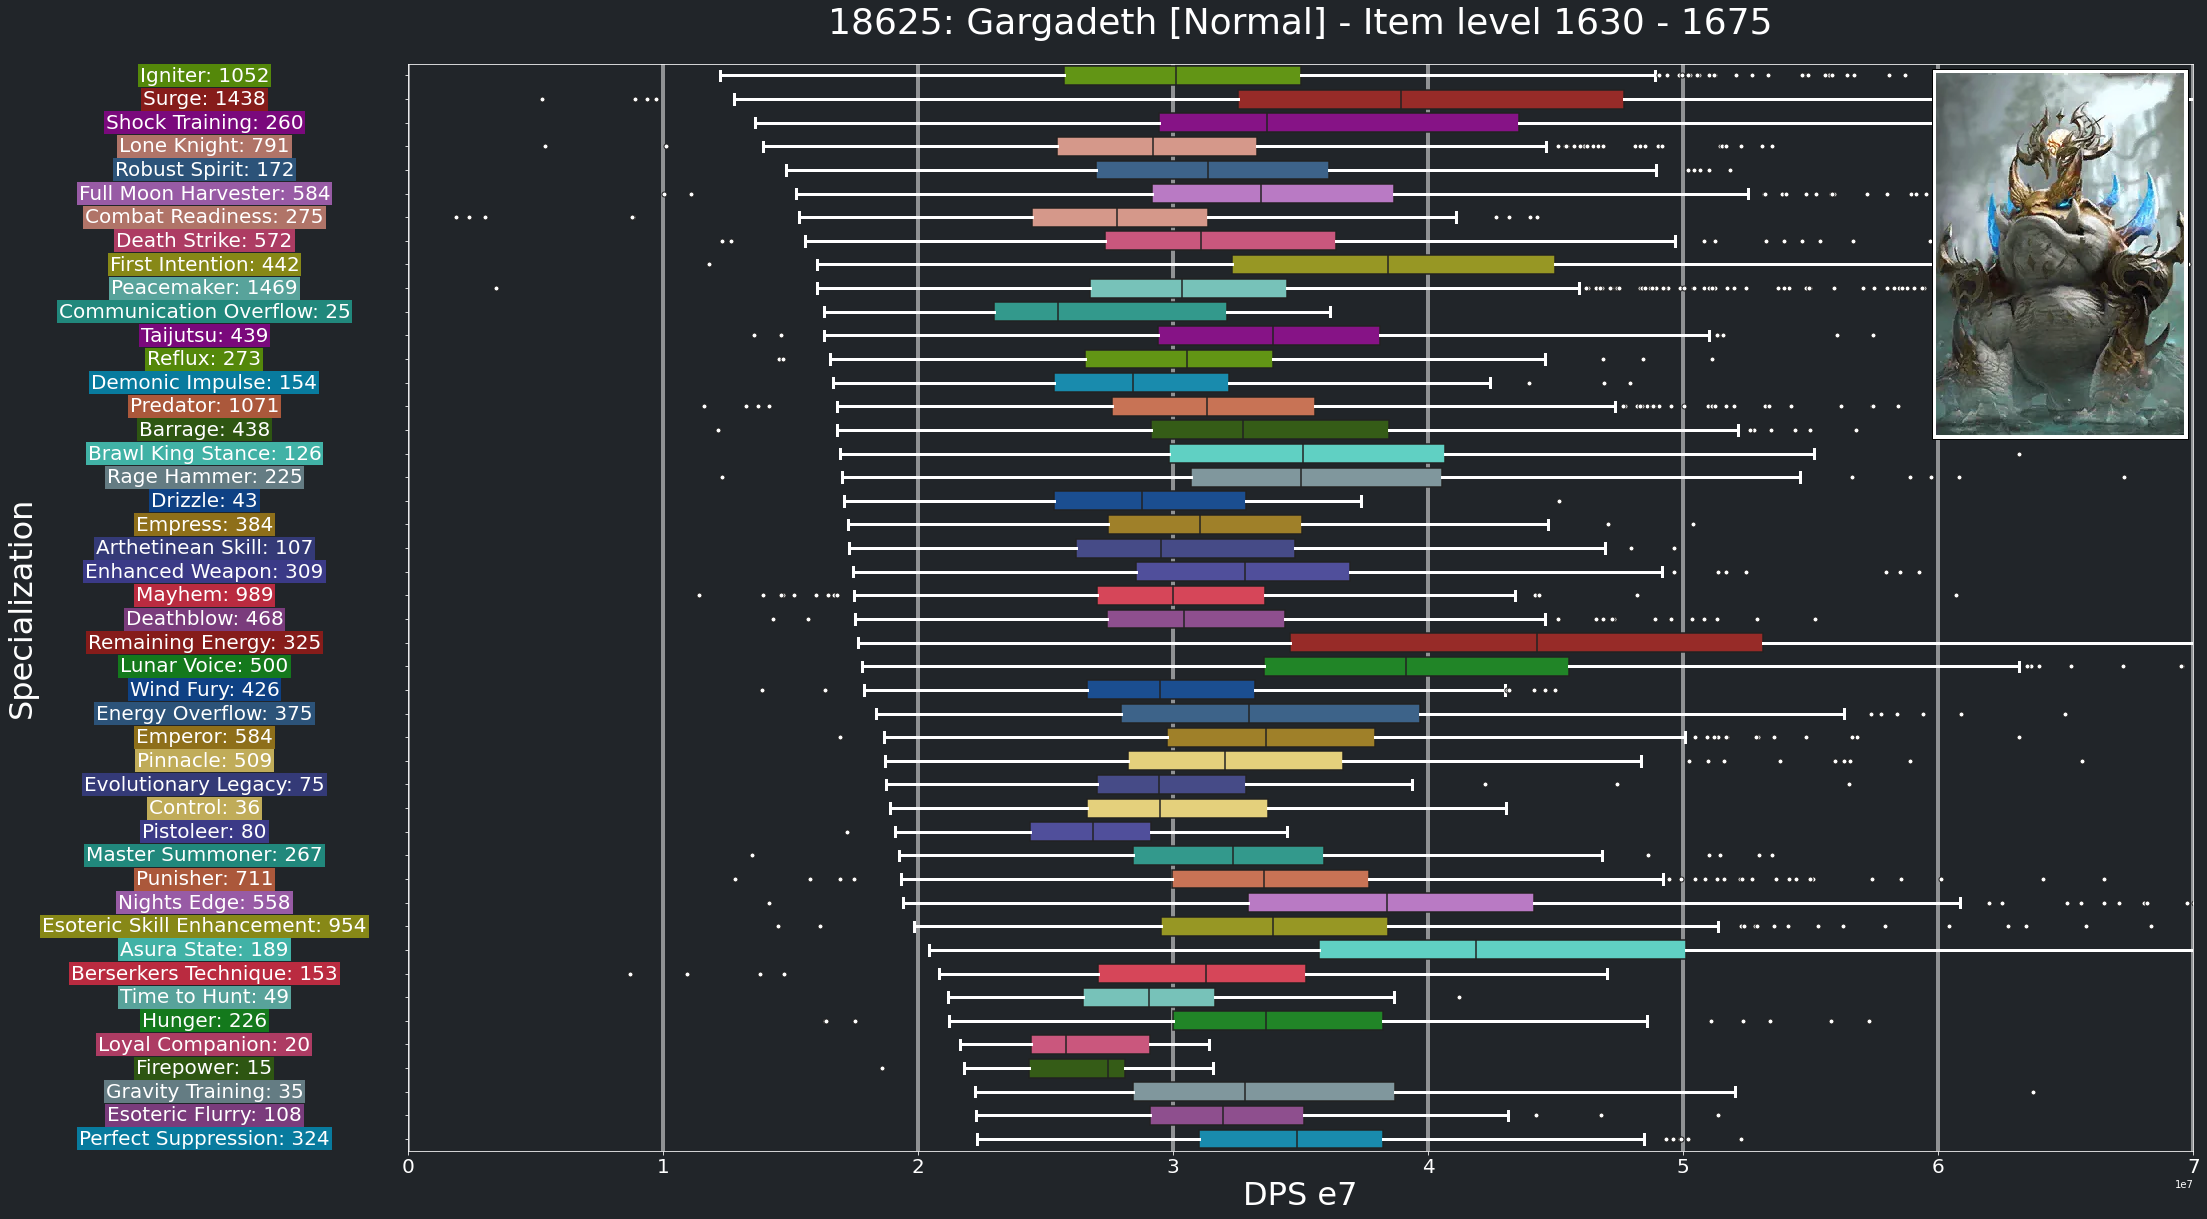 18625: Gargadeth [Normal] - Item level 1630 - 1675
Specialization
Igniter: 1052
Surge: 1438
Shock Training: 260
Lone Knight: 791
Robust Spirit: 172
Full Moon Harvester: 584
Combat Readiness: 275
Death Strike: 572
First Intention: 442
Peacemaker: 1469
Communication Overflow: 25
Taijutsu: 439
Reflux: 273
Demonic Impulse: 154
Predator: 1071
Barrage: 438
Brawl King Stance: 126
Rage Hammer: 225
Drizzle: 43
Empress: 384
Arthetinean Skill: 107
Enhanced Weapon: 309
Mayhem: 989
Deathblow: 468
Remaining Energy: 325
Lunar Voice: 500
Wind Fury: 426
Energy Overflow: 375
Emperor: 584
Pinnacle: 509
Evolutionary Legacy: 75
Control: 36
Pistoleer: 80
Master Summoner: 267
Punisher: 711
Nights Edge: 558
Esoteric Skill Enhancement: 954
Asura State: 189
Berserkers Technique: 153
Time to Hunt: 49
Hunger: 226
Loyal Companion: 20
Firepower: 15
Gravity Training: 35
Esoteric Flurry: 108
Perfect Suppression: 324
0 1 2 3 4 5 6 7
1e7
DPS e7